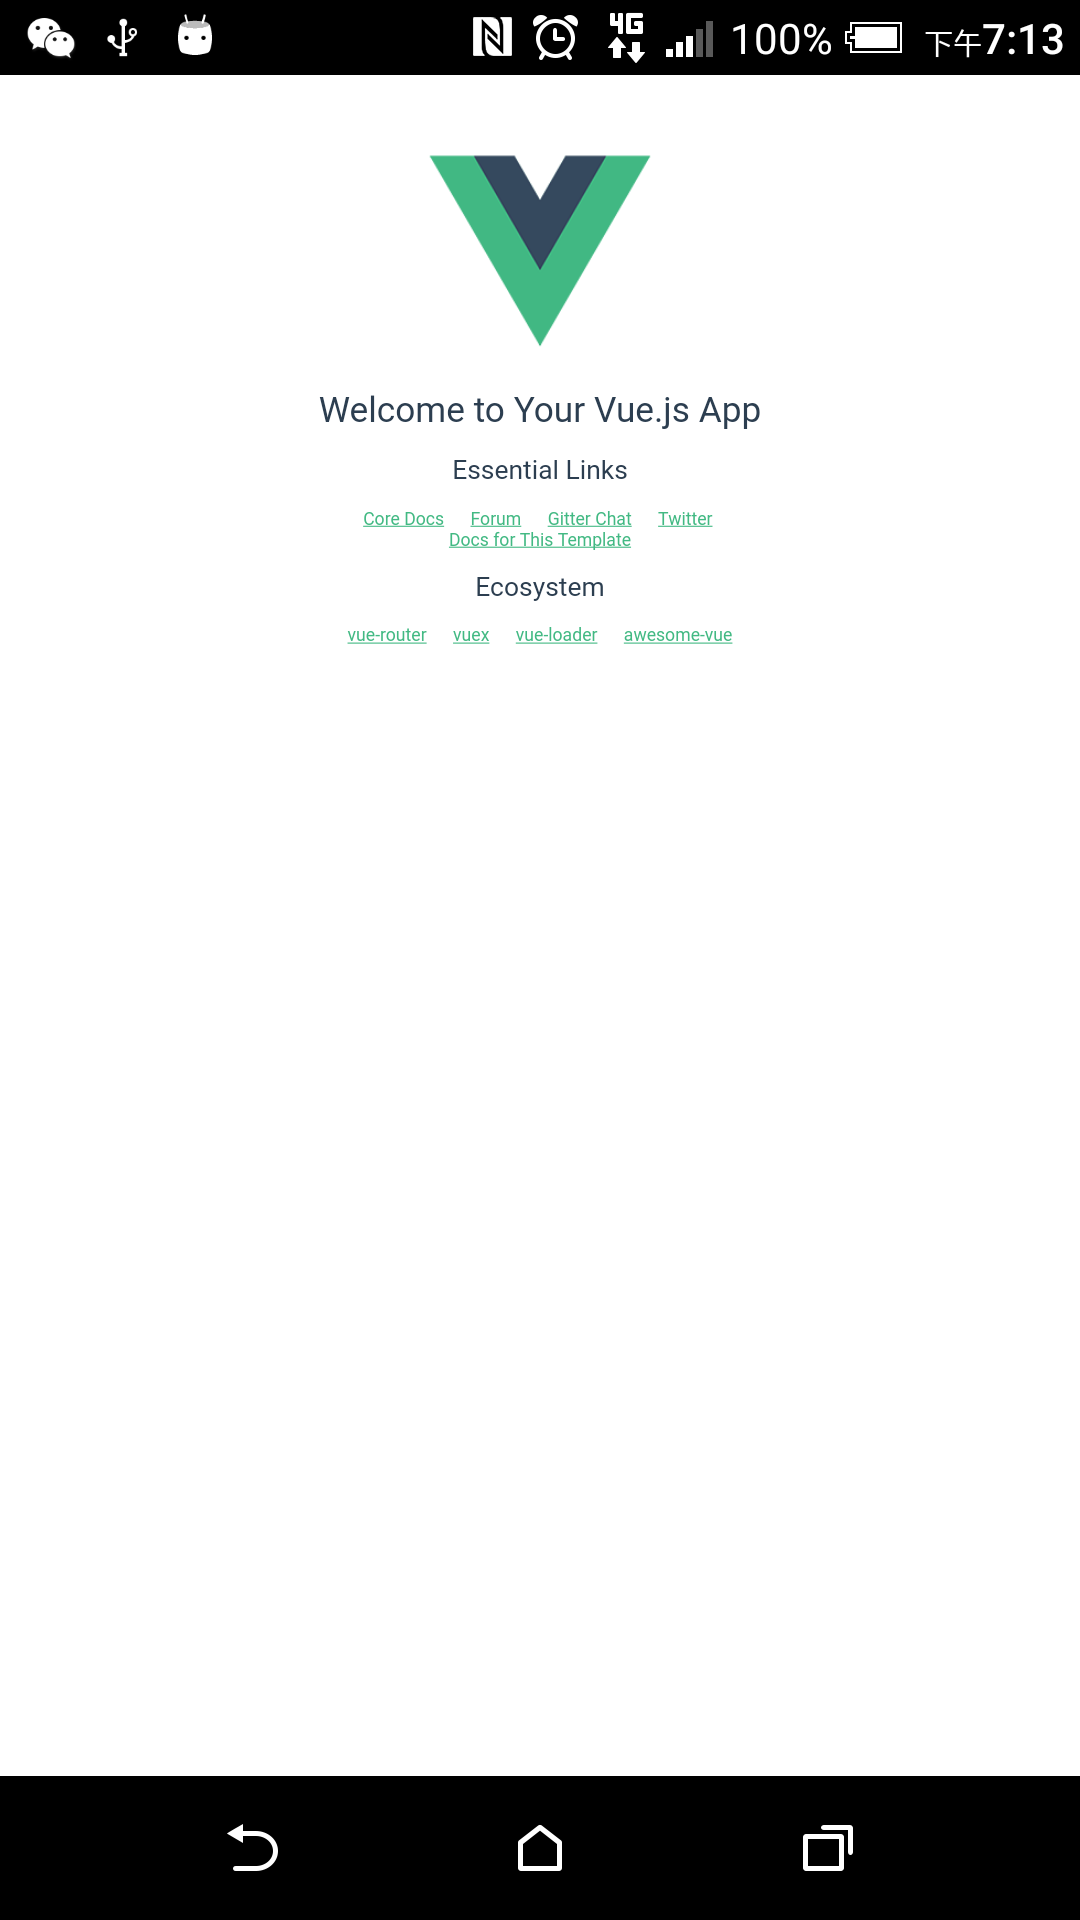 4G 100% 下午7:13
Welcome to Your Vue.js App
Essential Links
Core Docs Forum Gitter Chat Twitter
Docs for This Template
Ecosystem
vue-router vuex vue-loader awesome-vue